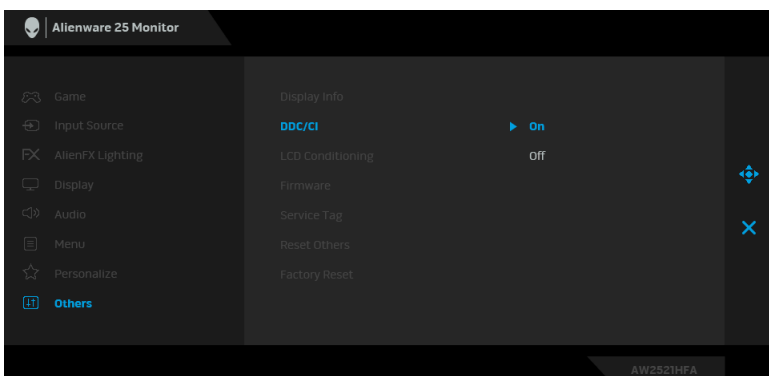 Alienware 25 Monitor
Game
Display Info
Input Source
DDC/CI
On
AlienFX Lighting
LCD Conditioning
Off
Display
Firmware
Audio
Service Tag
Menu
Reset Others
Personalize
Factory Reset
Others
AW2521HFA